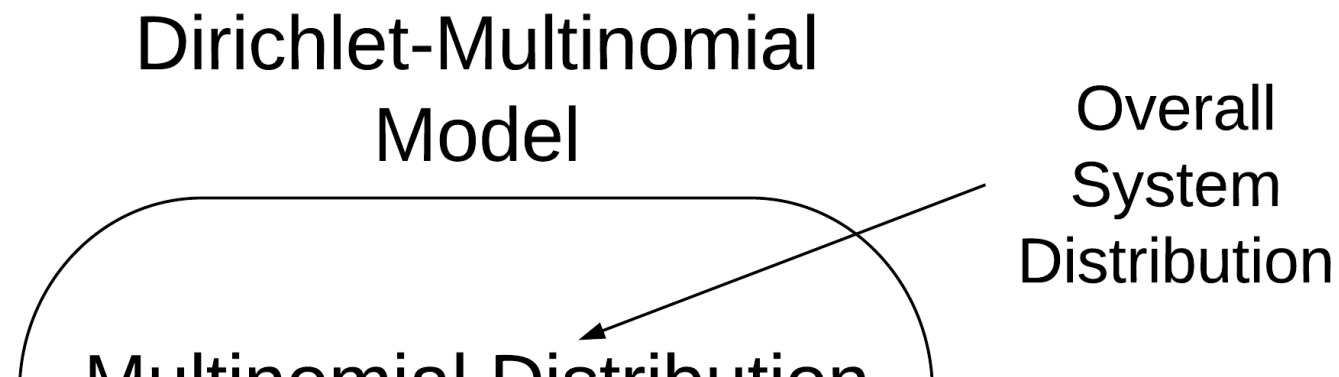 Dirichlet-Multinomial
Model
Overall
System
Distribution
Multinomial Distribution